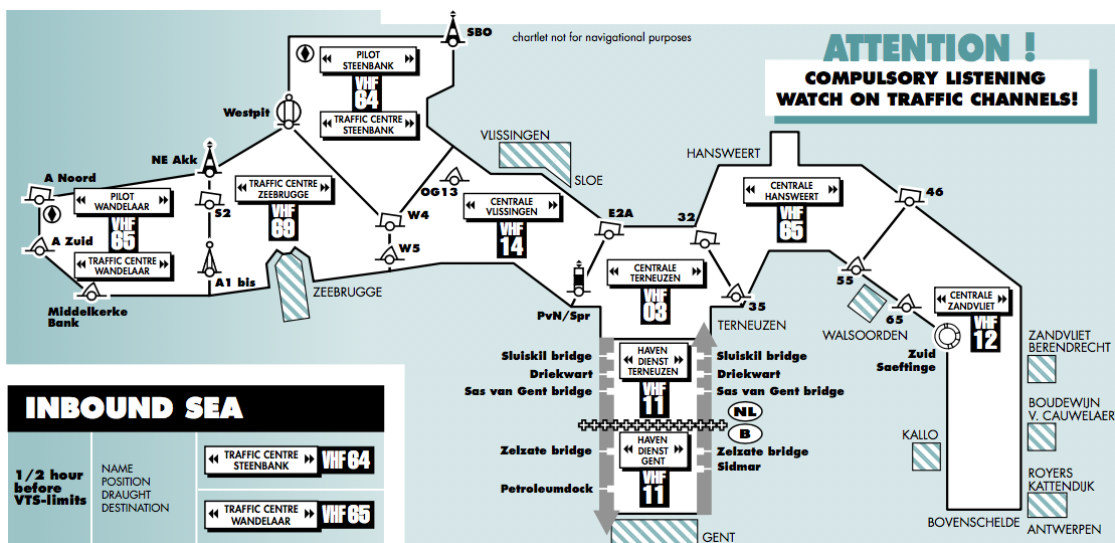 SBO
chartlet not for navigational purposes
ATTENTION !
COMPULSORY LISTENING
WATCH ON TRAFFIC CHANNELS!
PILOT
STEENBANK
VHF
64
TRAFFIC CENTRE
STEENBANK
Westpit
VLISSINGEN
SLOE
HANSWEERT
NE Akk
A Noord
PILOT
WANDELAAR
VHF
65
TRAFFIC CENTRE
WANDELAAR
S2
TRAFFIC CENTRE
ZEEBRUGGE
VHF
69
OG13
W4
W5
CENTRALE
VLISSINGEN
VHF
14
E2A
32
CENTRALE
HANSWEERT
VHF
65
46
A Zuid
A1 bis
Middelkerke
Bank
ZEEBRUGGE
PvN/Spr
CENTRALE
TERNEUZEN
VHF
03
35
TERNEUZEN
55
WALSOORDEN
65
CENTRALE
ZANDVLIET
VHF
12
Zuid
Saeftinge
ZANDVLIET
BERENDRECHT
BOUDEWIJN
V. CAUWELAER
KALLO
ROYERS
KATTENDIJK
BOVENSCHELDE
ANTWERPEN
Sluiskil bridge
Driekwart
Sas van Gent bridge
HAVEN
DIENST
TERNEUZEN
VHF
11
Sluiskil bridge
Driekwart
Sas van Gent bridge
NL
B
Zelzate bridge
Petroleumdock
HAVEN
DIENST
GENT
VHF
11
Zelzate bridge
Sidmar
GENT
INBOUND SEA
1/2 hour
before
VTS-limits
NAME
POSITION
DRAUGHT
DESTINATION
TRAFFIC CENTRE
STEENBANK
VHF 64
TRAFFIC CENTRE
WANDELAAR
VHF 65